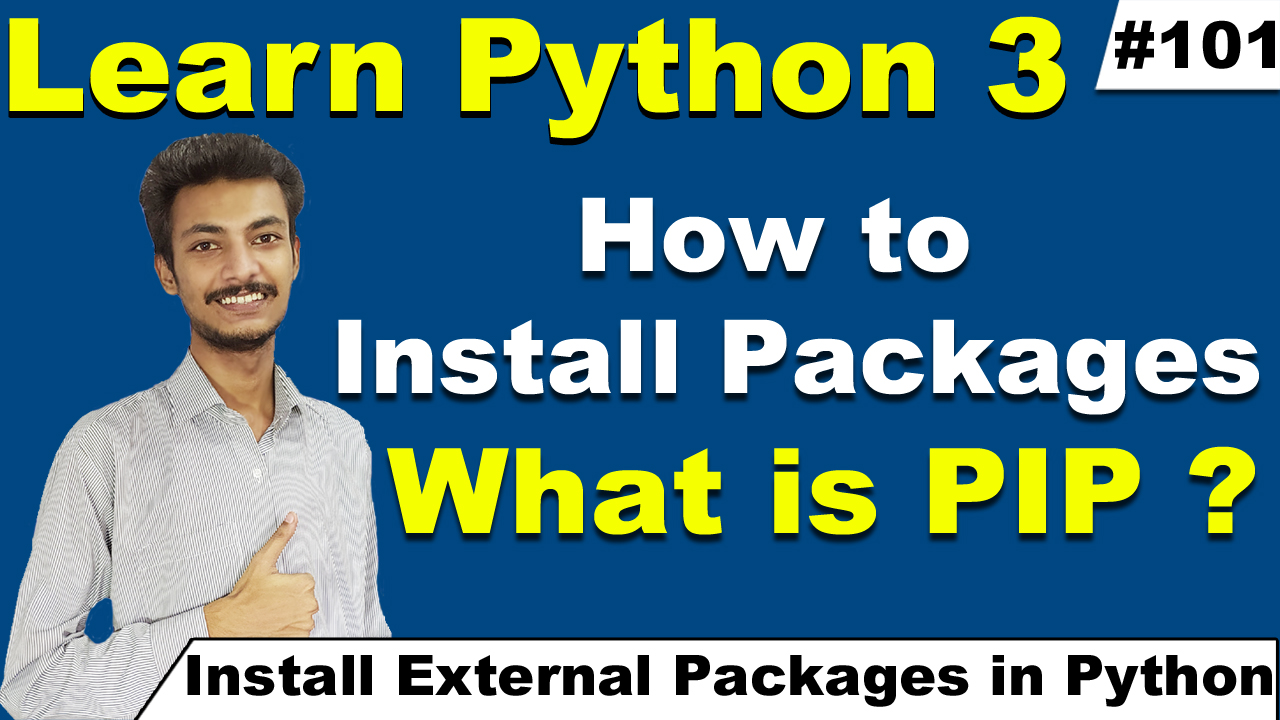 Learn Python 3
#101
How to
Install Packages
What is PIP ?
Install External Packages in Python